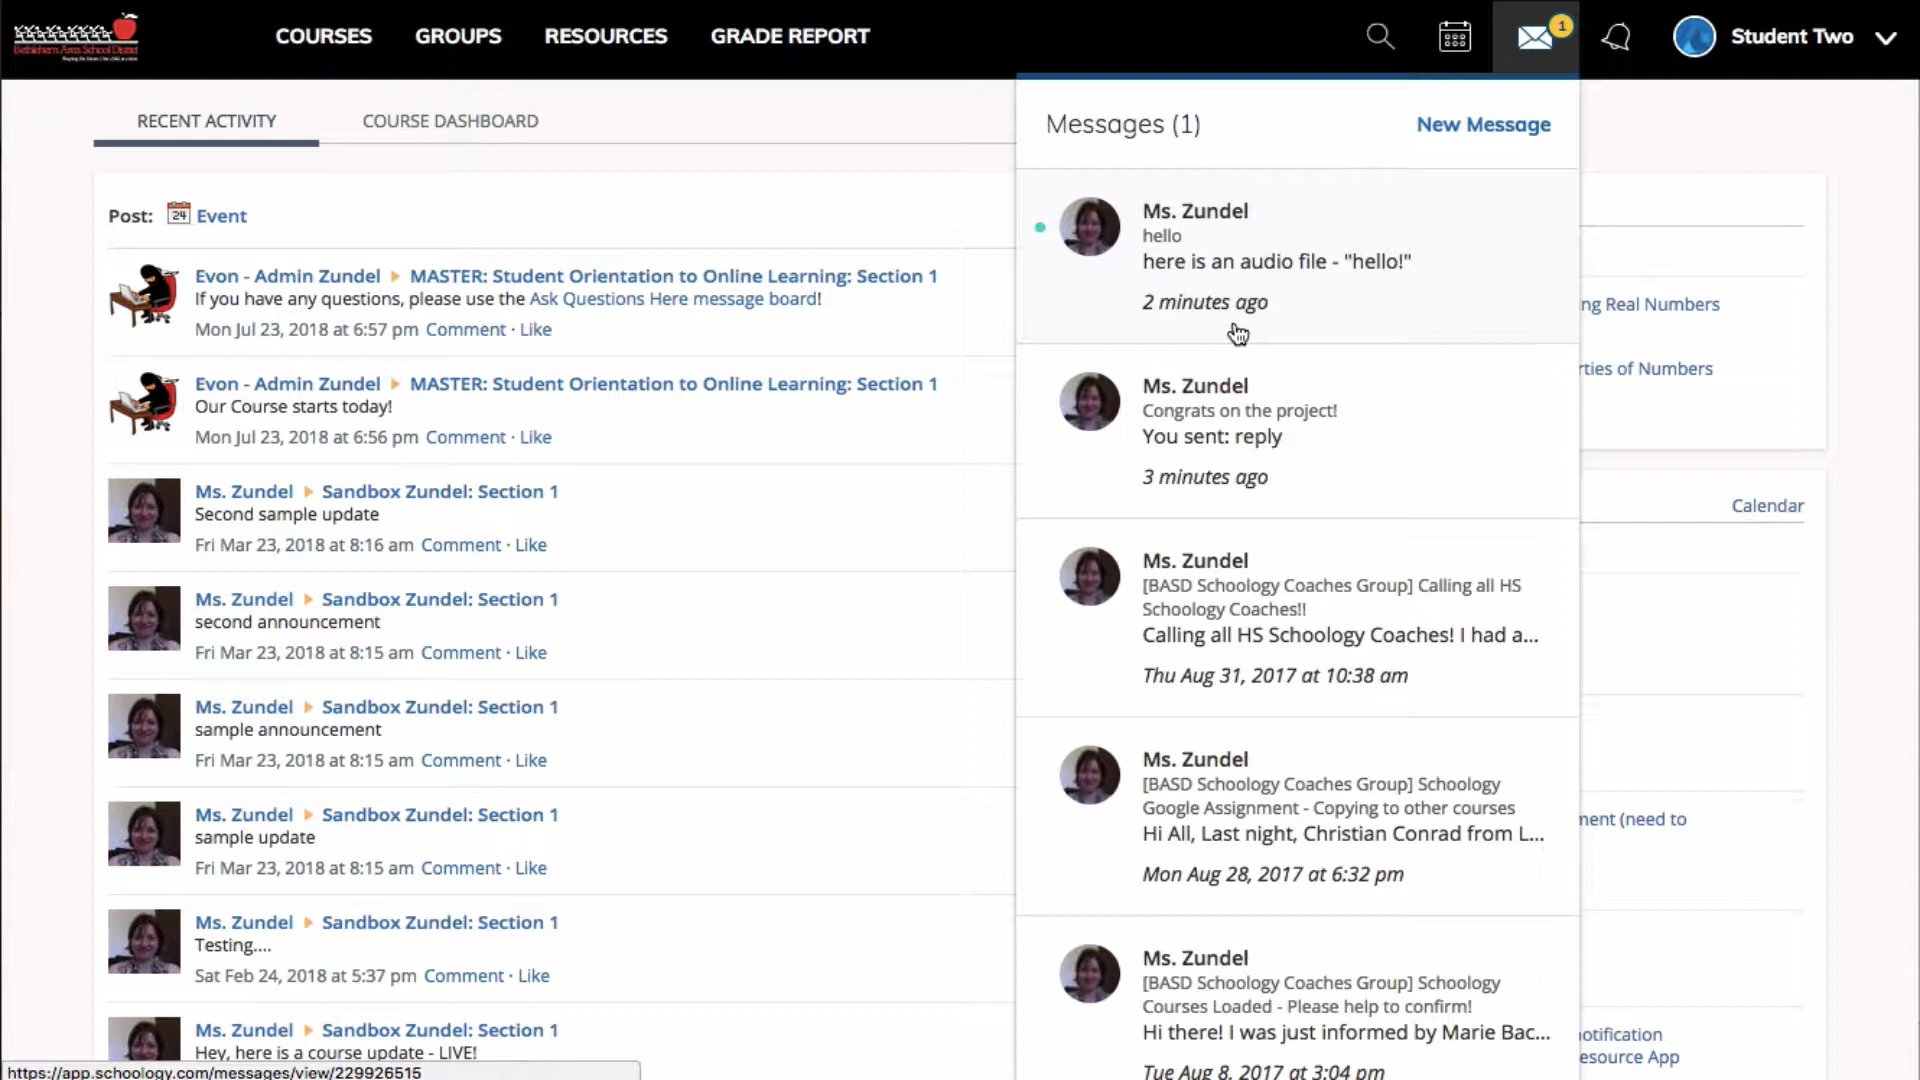 Bethlehem Area School District
COURSES
GROUPS
RESOURCES
GRADE REPORT
1
Student Two
RECENT ACTIVITY
COURSE DASHBOARD
Post: 24 Event
Evon - Admin Zundel MASTER: Student Orientation to Online Learning: Section 1
If you have any questions, please use the Ask Questions Here message board!
Mon Jul 23, 2018 at 6:57 pm Comment · Like
Evon - Admin Zundel MASTER: Student Orientation to Online Learning: Section 1
Our Course starts today!
Mon Jul 23, 2018 at 6:56 pm Comment · Like
Ms. Zundel Sandbox Zundel: Section 1
Second sample update
Fri Mar 23, 2018 at 8:16 am Comment · Like
Ms. Zundel Sandbox Zundel: Section 1
second announcement
Fri Mar 23, 2018 at 8:15 am Comment · Like
Ms. Zundel Sandbox Zundel: Section 1
sample announcement
Fri Mar 23, 2018 at 8:15 am Comment · Like
Ms. Zundel Sandbox Zundel: Section 1
sample update
Fri Mar 23, 2018 at 8:15 am Comment · Like
Ms. Zundel Sandbox Zundel: Section 1
Testing....
Sat Feb 24, 2018 at 5:37 pm Comment · Like
Ms. Zundel Sandbox Zundel: Section 1
Hey, here is a course update - LIVE!
https://app.schoology.com/messages/view/229926515
Messages (1)
New Message
Ms. Zundel
hello
here is an audio file - "hello!"
2 minutes ago
Ms. Zundel
Congrats on the project!
You sent: reply
3 minutes ago
Ms. Zundel
[BASD Schoology Coaches Group] Calling all HS
Schoology Coaches!!
Calling all HS Schoology Coaches! I had a...
Thu Aug 31, 2017 at 10:38 am
Ms. Zundel
[BASD Schoology Coaches Group] Schoology
Google Assignment - Copying to other courses
Hi All, Last night, Christian Conrad from L...
Mon Aug 28, 2017 at 6:32 pm
Ms. Zundel
[BASD Schoology Coaches Group] Schoology
Courses Loaded - Please help to confirm!
Hi there! I was just informed by Marie Bac...
Tue Aug 8, 2017 at 3:04 pm
ng Real Numbers
rties of Numbers
Calendar
ment (need to
notification
esource App